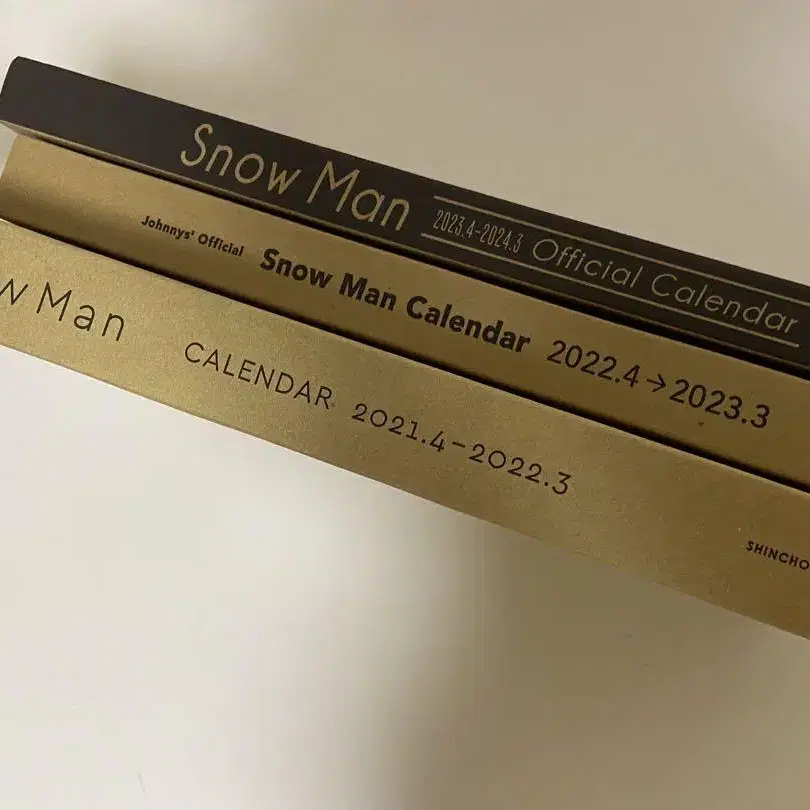 Snow Man 2023.4-2024.3 Official Calendar
Johnnys' Official Snow Man Calendar 2022.4→2023.3
w Man CALENDAR 2021.4-2022.3 SHINCHO